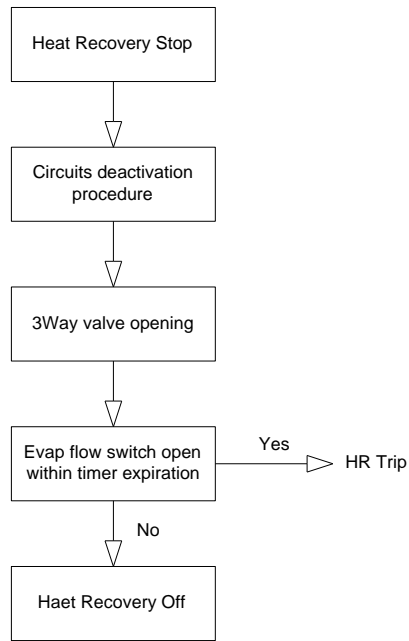 Heat Recovery Stop
Circuits deactivation
procedure
3Way valve opening
Evap flow switch open
within timer expiration
Yes
HR Trip
No
Haet Recovery Off